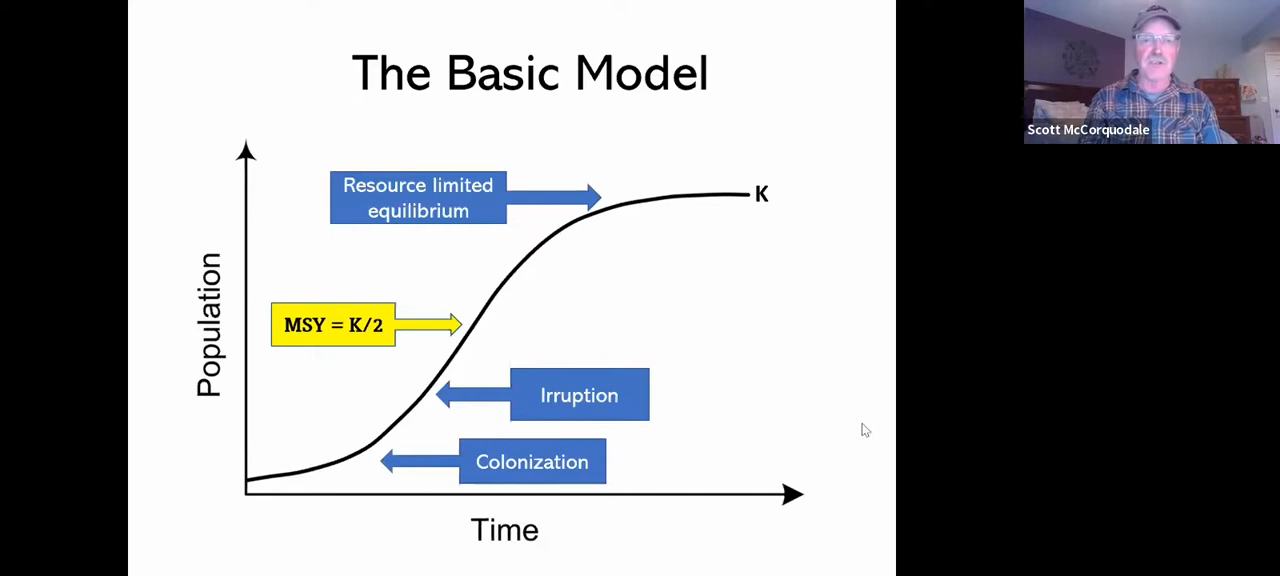 The Basic Model
Scott McCorquodale
Resource limited
equilibrium
K
MSY = K/2
Population
Irruption
Colonization
Time